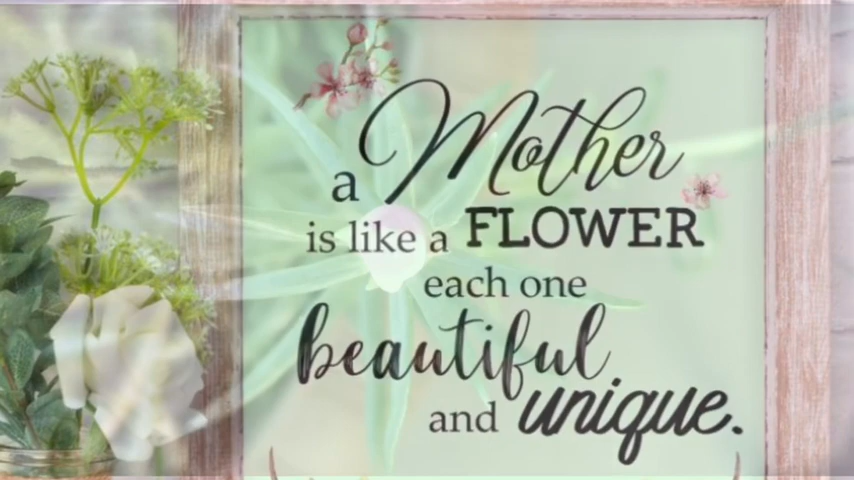 a Mother
is like a FLOWER
each one
beautiful
and unique.